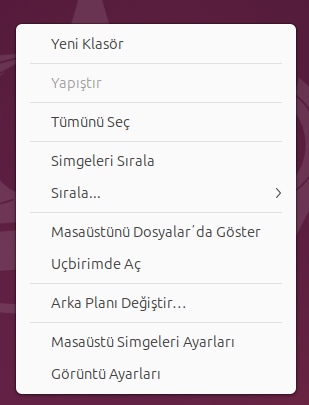 Yeni Klasör
Yapıştır
Tümünü Seç
Simgeleri Sırala
Sırala...
Masaüstünü Dosyalar´da Göster
Uçbirimde Aç
Arka Planı Değiştir…
Masaüstü Simgeleri Ayarları
Görüntü Ayarları